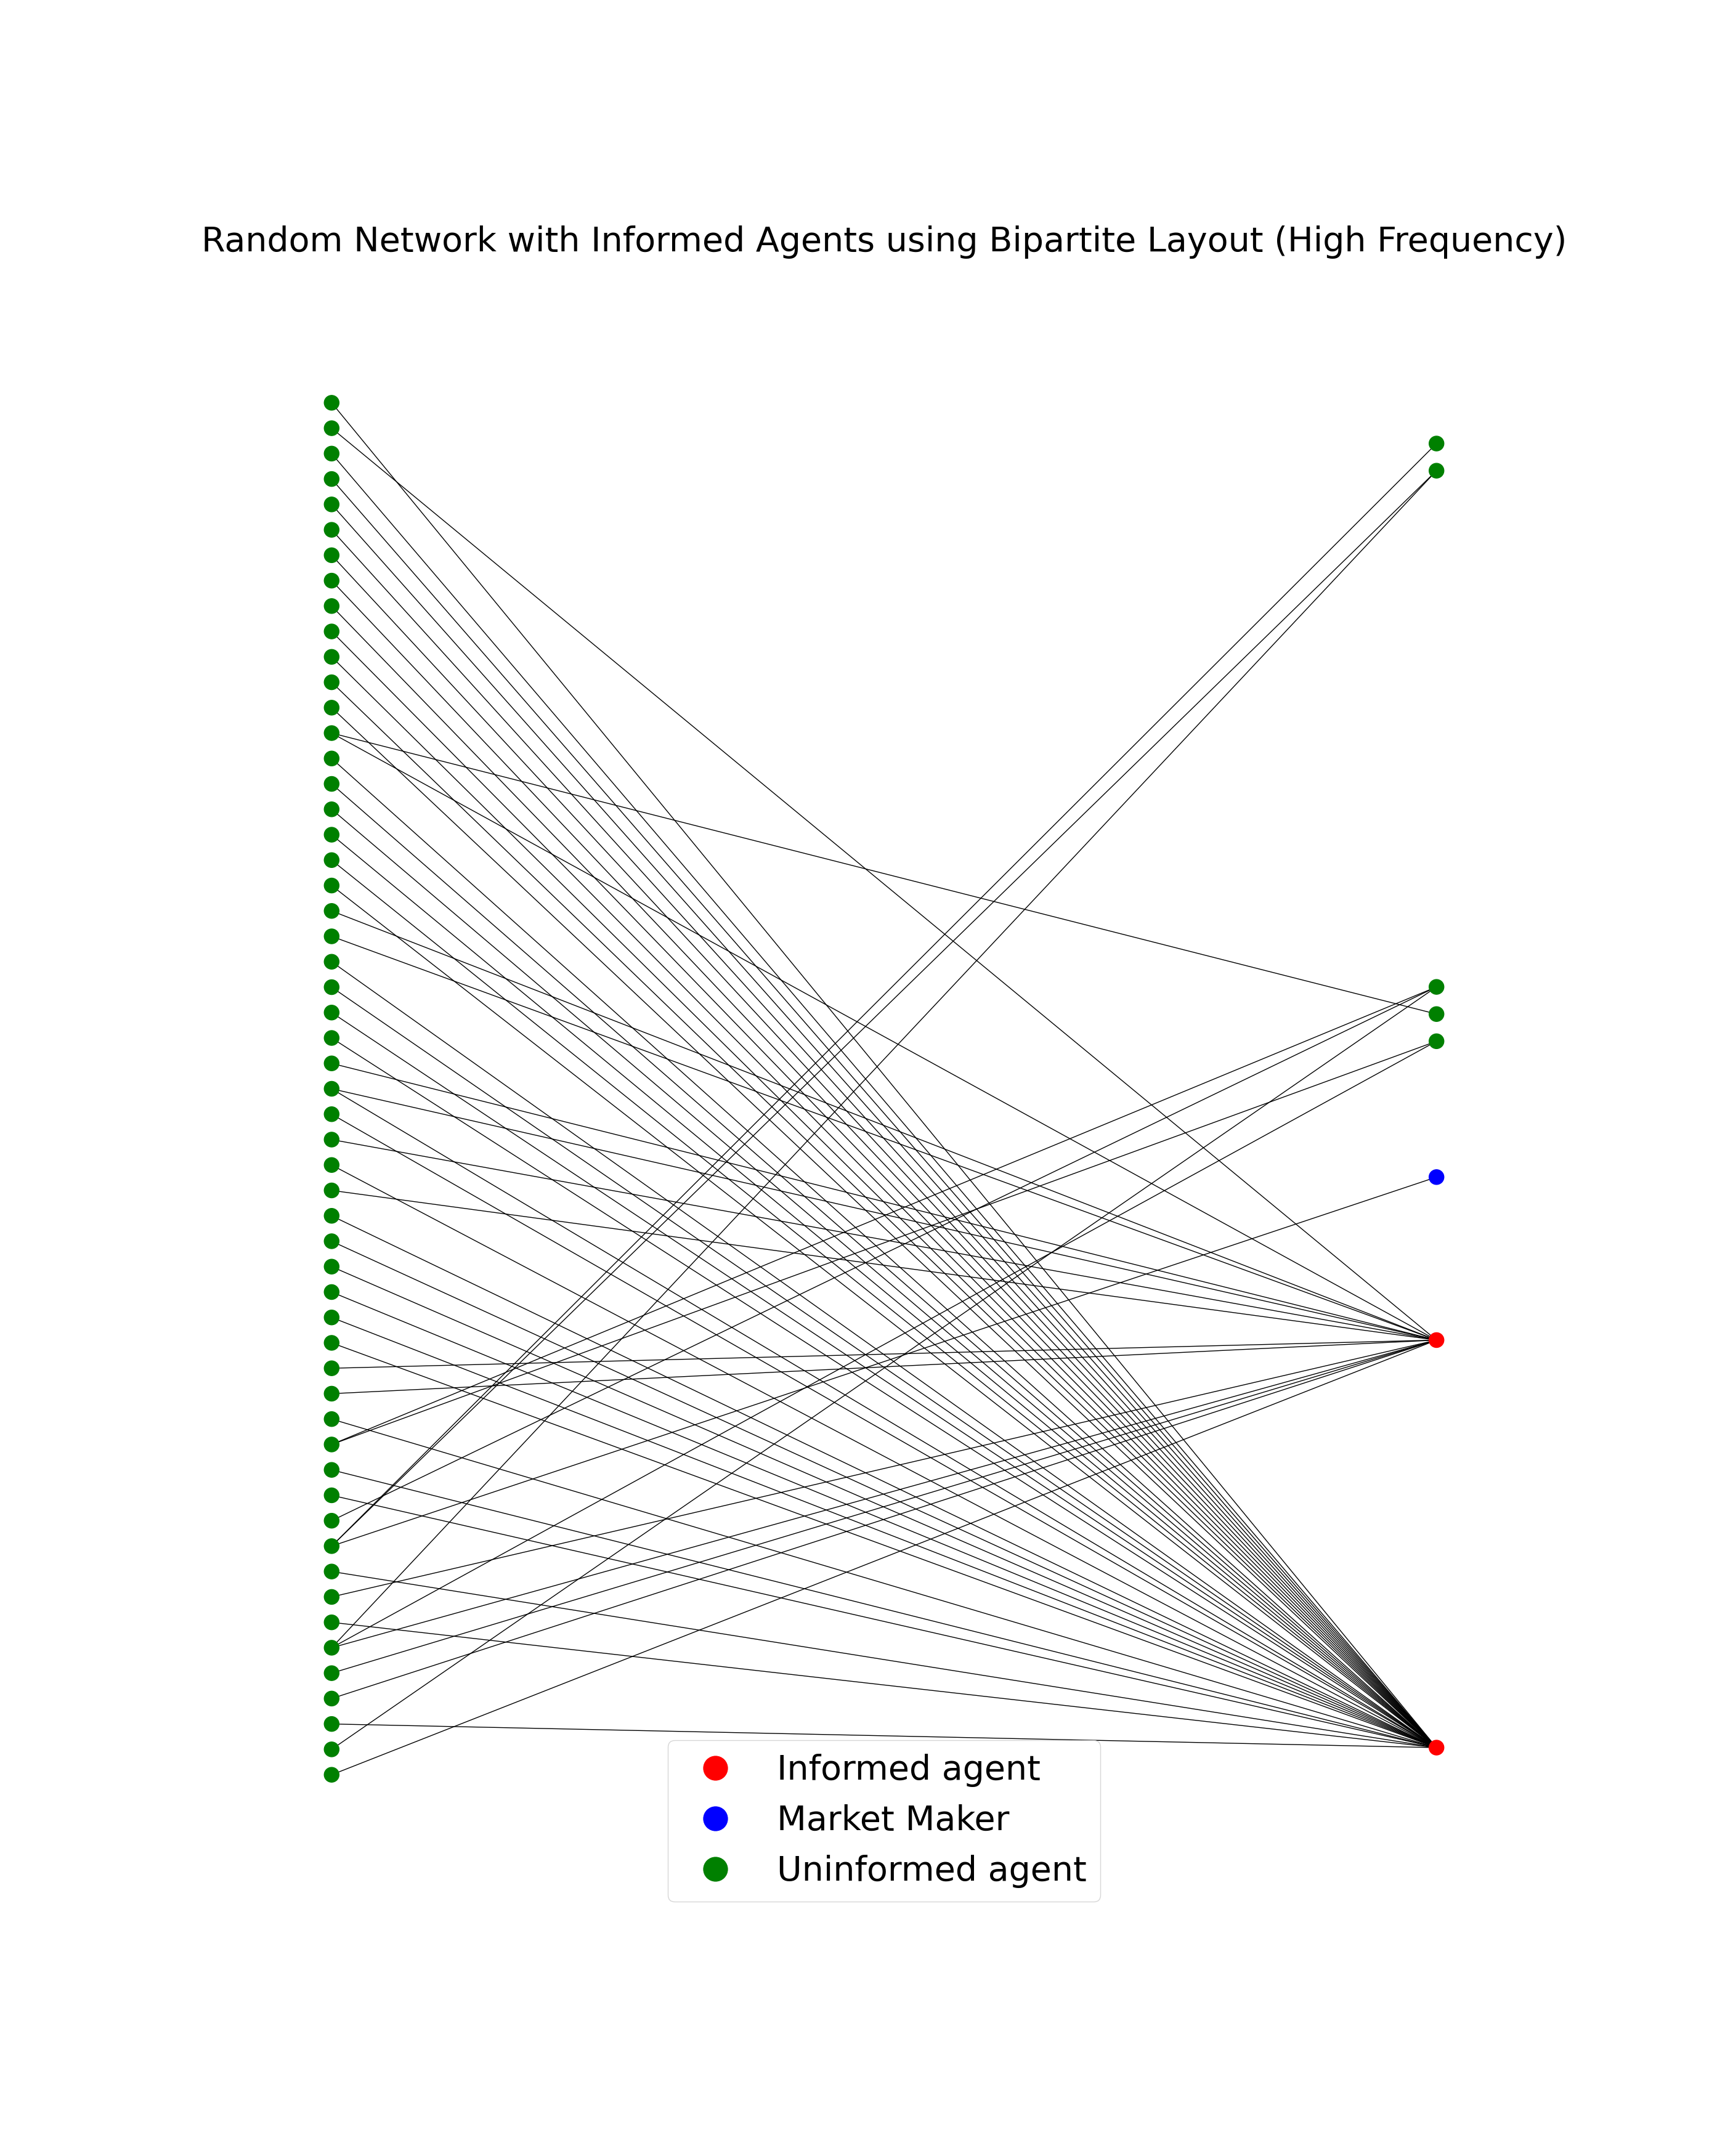 Random Network with Informed Agents using Bipartite Layout (High Frequency)
Informed agent
Market Maker
Uninformed agent